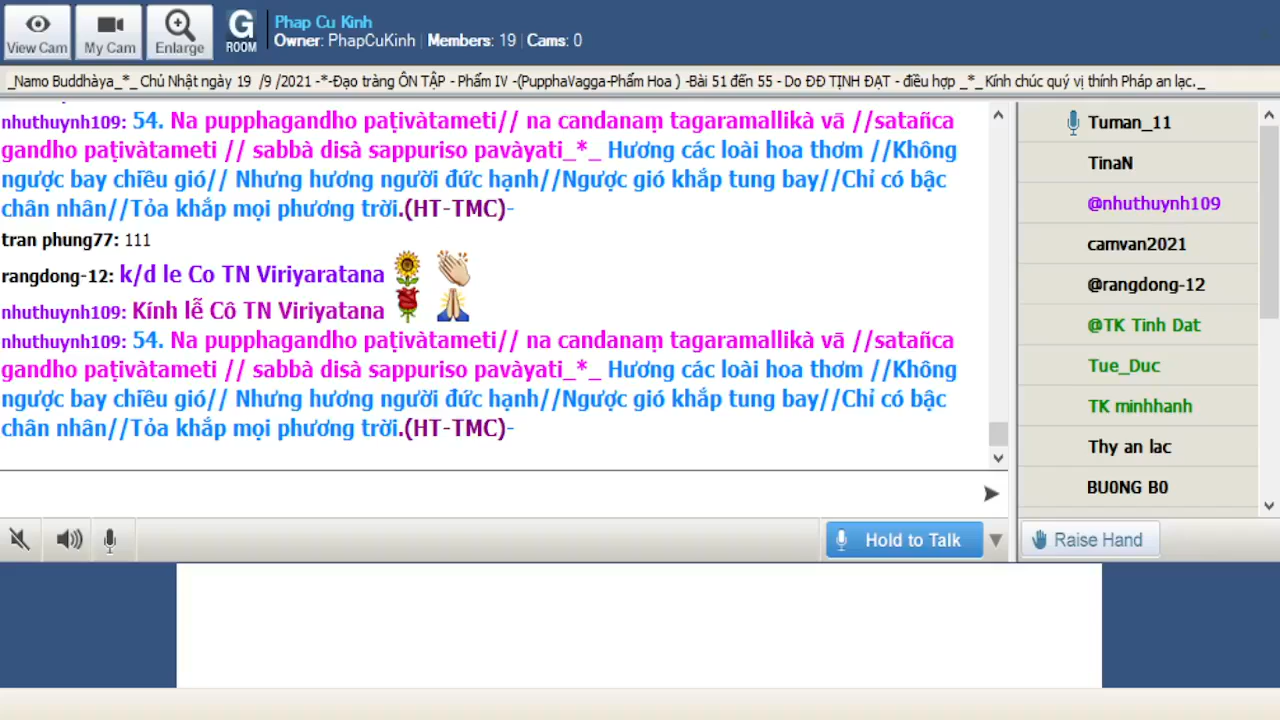 View Cam
My Cam
Enlarge
G
ROOM
Phap Cu Kinh
Owner: PhapCuKinh | Members: 19 | Cams: 0
_Namo Buddhàya_*_ Chủ Nhật ngày 19 /9 /2021 -*-Đạo tràng ÔN TẬP - Phẩm IV -(PupphaVagga-Phẩm Hoa ) -Bài 51 đến 55 - Do ĐĐ TỊNH ĐẠT - điều hợp _*_ Kính chúc quý vị thính Pháp an lạc._
nhuthuynh109: 54. Na pupphagandho paṭivàtameti// na candanaṃ tagaramallikà vā //satañca
gandho paṭivàtameti // sabbà disà sappuriso pavàyati_*_ Hương các loài hoa thơm //Không
ngược bay chiều gió// Nhưng hương người đức hạnh//Ngược gió khắp tung bay//Chỉ có bậc
chân nhân//Tỏa khắp mọi phương trời.(HT-TMC)-
tran phung77: 111
rangdong-12: k/d le Co TN Viriyaratana
nhuthuynh109: Kính lễ Cô TN Viriyatana
nhuthuynh109: 54. Na pupphagandho paṭivàtameti// na candanaṃ tagaramallikà vā //satañca
gandho paṭivàtameti // sabbà disà sappuriso pavàyati_*_ Hương các loài hoa thơm //Không
ngược bay chiều gió// Nhưng hương người đức hạnh//Ngược gió khắp tung bay//Chỉ có bậc
chân nhân//Tỏa khắp mọi phương trời.(HT-TMC)-
Tuman_11
TinaN
@nhuthuynh109
camvan2021
@rangdong-12
@TK Tinh Dat
Tue_Duc
TK minhhanh
Thy an lac
BU0NG B0
Hold to Talk
Raise Hand